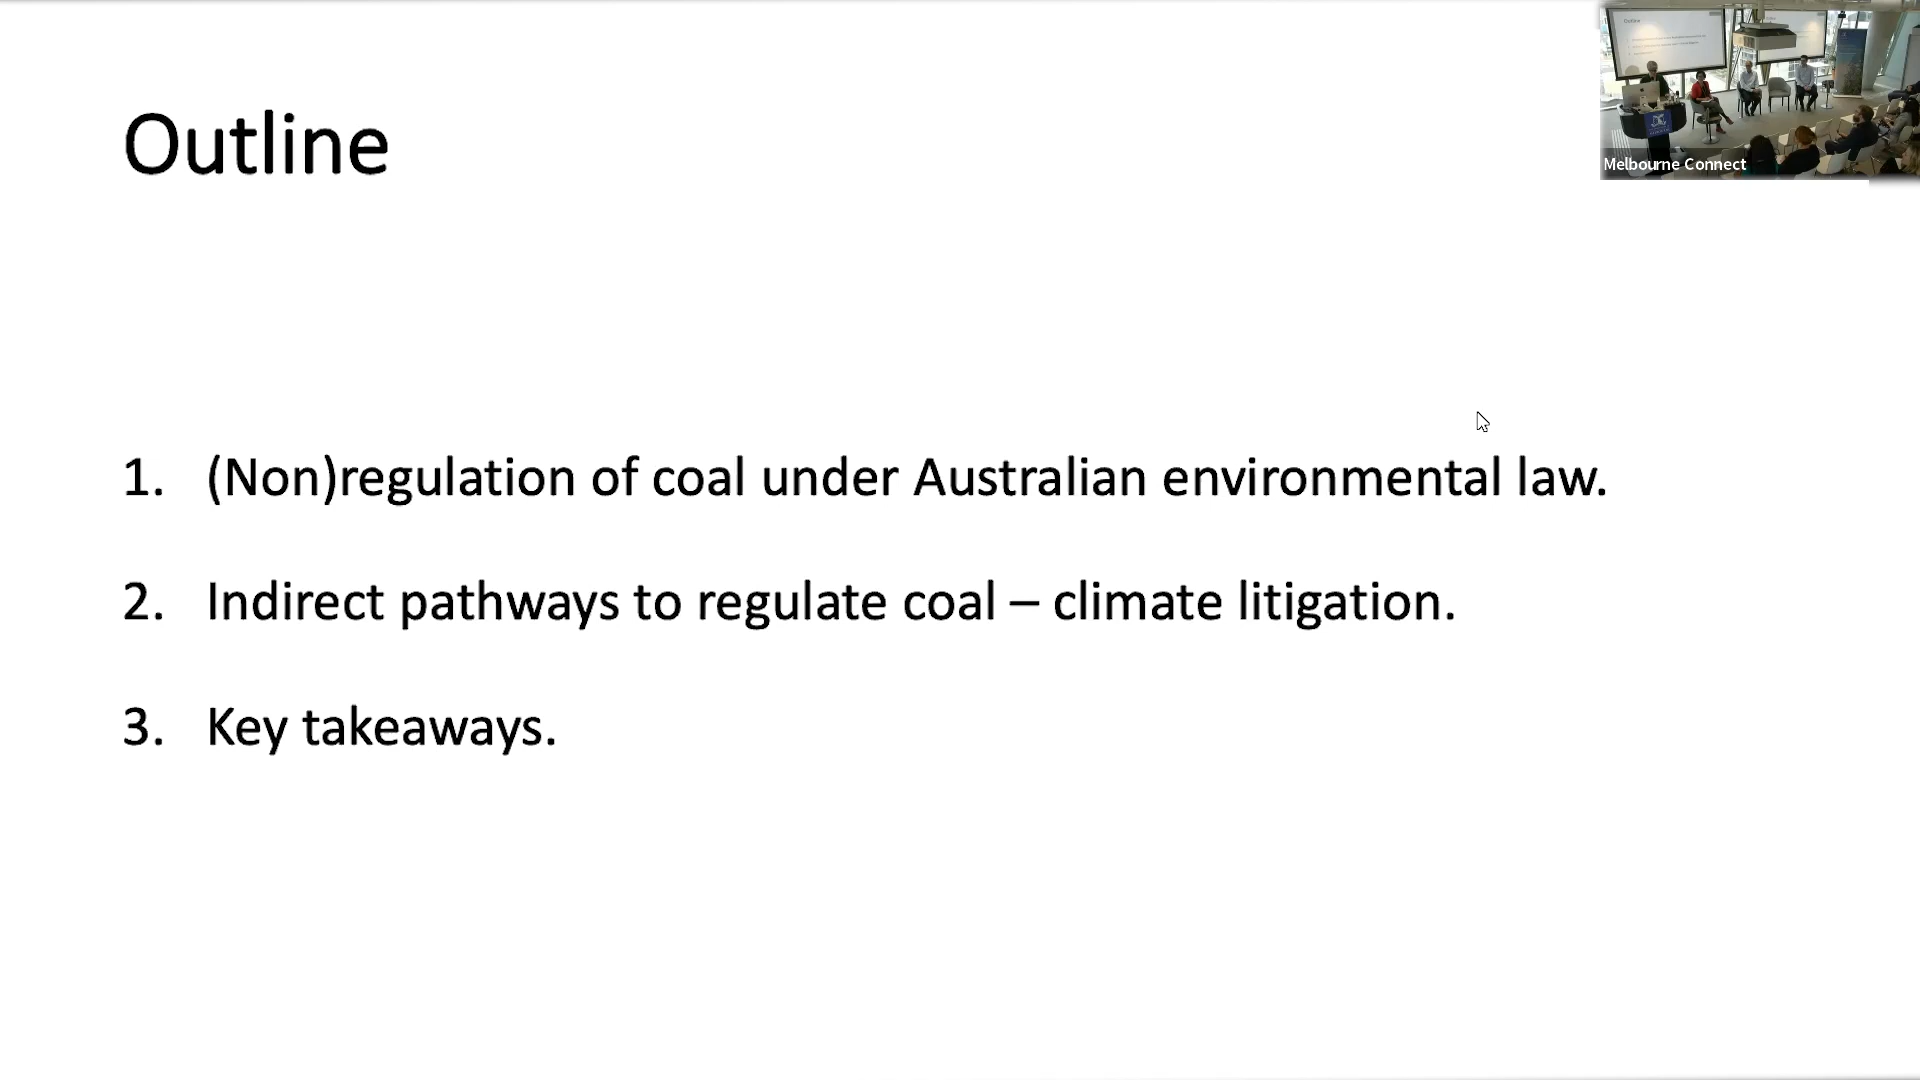 Outline
Melbourne Connect
1. (Non)regulation of coal under Australian environmental law.
2. Indirect pathways to regulate coal – climate litigation.
3. Key takeaways.